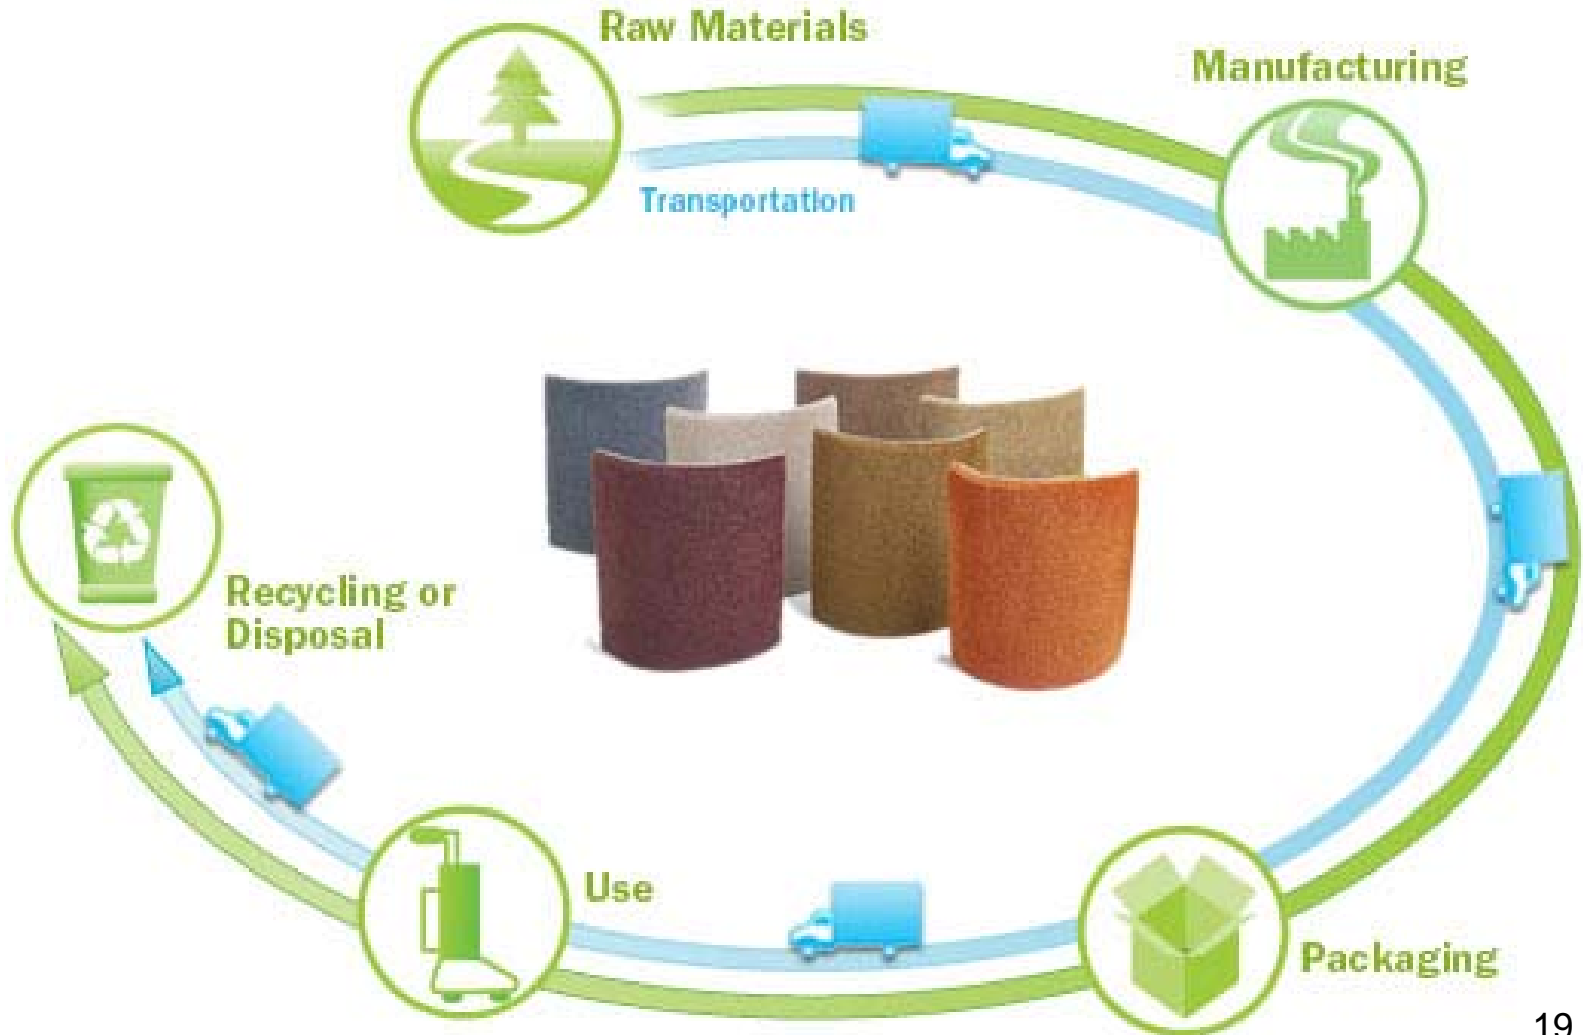 Raw Materials
Manufacturing
Transportation
Recycling or
Disposal
Use
Packaging
19